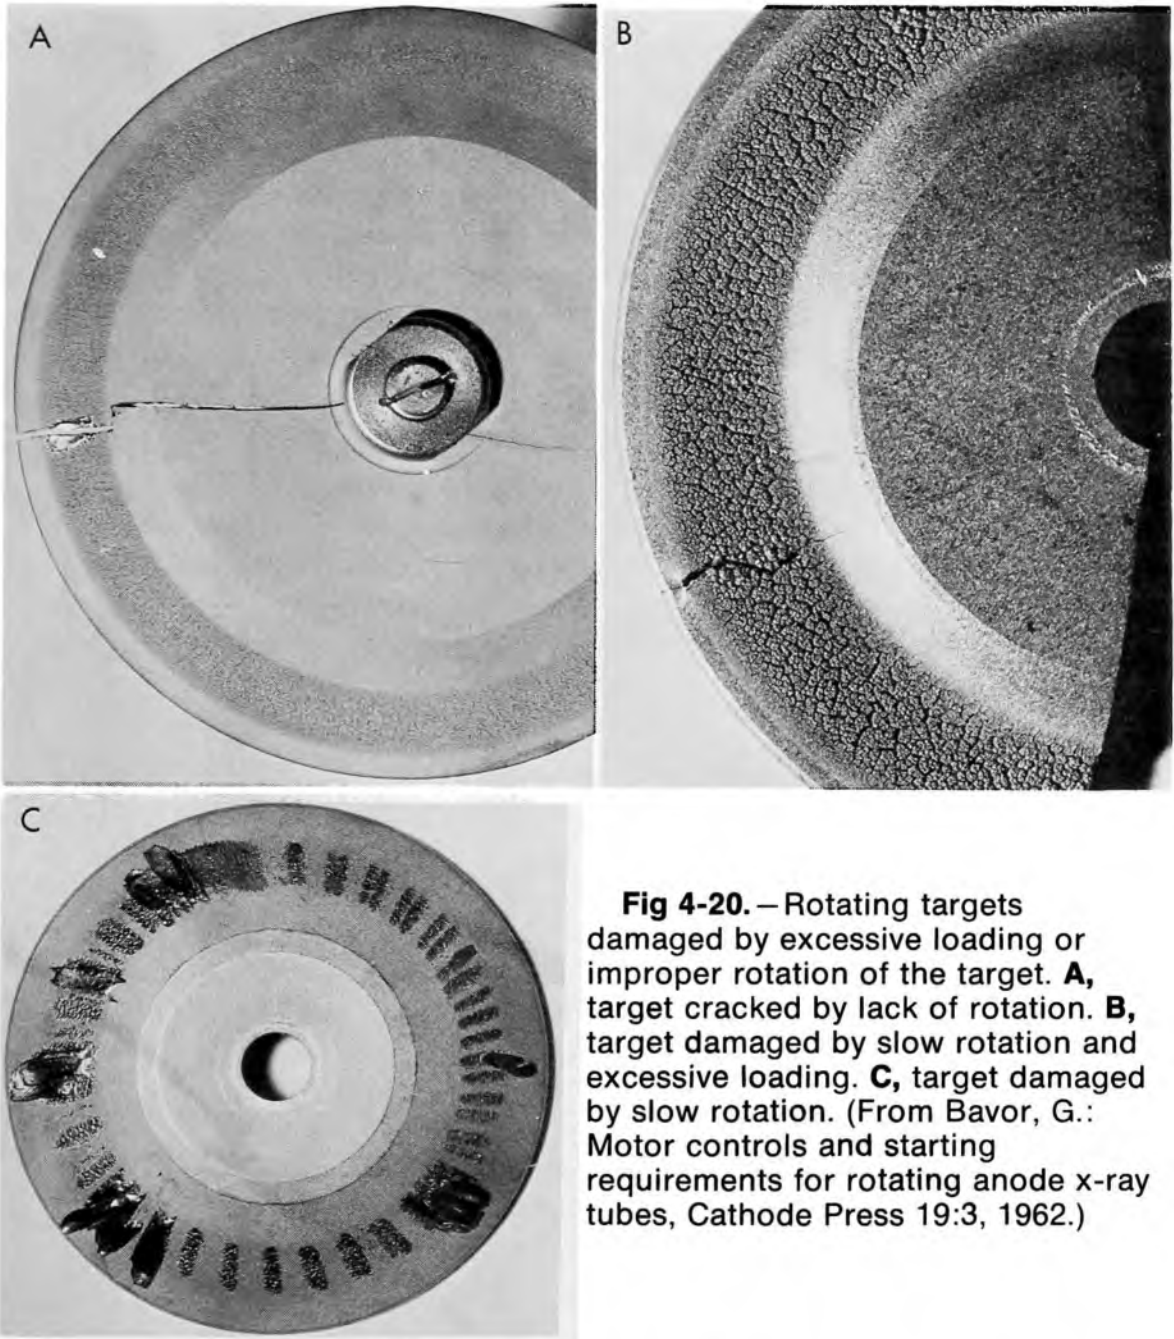 A
B
C
Fig 4-20.—Rotating targets
damaged by excessive loading or
improper rotation of the target. A,
target cracked by lack of rotation. B,
target damaged by slow rotation and
excessive loading. C, target damaged
by slow rotation. (From Bavor, G.:
Motor controls and starting
requirements for rotating anode x-ray
tubes, Cathode Press 19:3, 1962.)